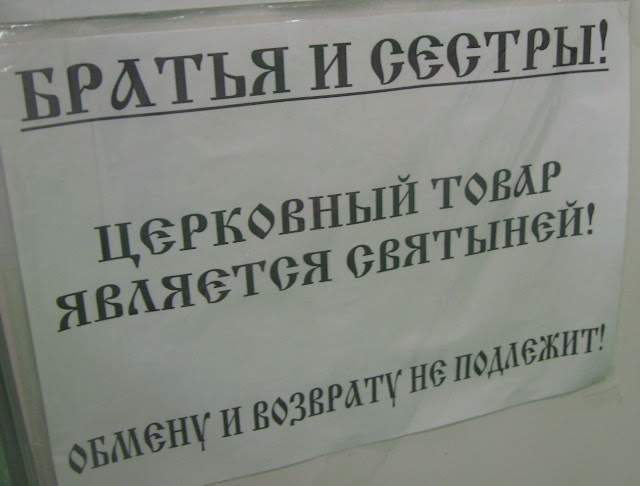 БРАТЬЯ И СЕСТРЫ!
ЦЕРКОВНЫЙ ТОВАР
ЯВЛЯЕТСЯ СВЯТЫНЕЙ!
ОБМЕНУ И ВОЗВРАТУ НЕ ПОДЛЕЖИТ!